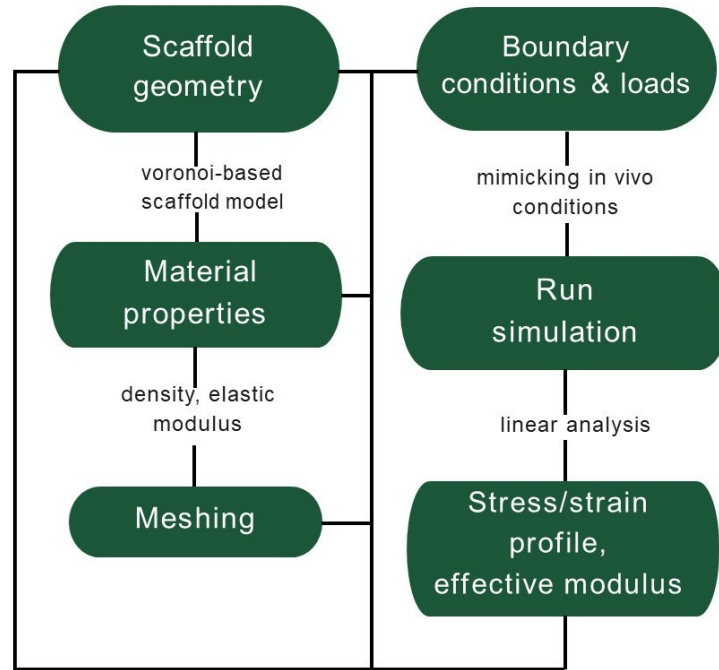 Scaffold
geometry
voronoi-based
scaffold model
Material
properties
density, elastic
modulus
Meshing
Boundary
conditions & loads
mimicking in vivo
conditions
Run
simulation
linear analysis
Stress/strain
profile,
effective modulus